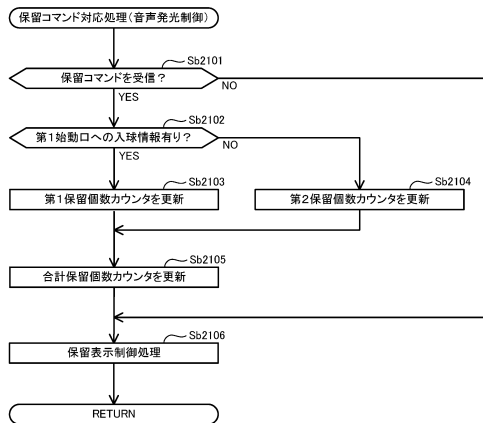 保留コマンド対応処理(音声発光制御)
Sb2101
保留コマンドを受信?
NO
YES
Sb2102
第1始動口への入球情報有り?
NO
YES
Sb2103
第1保留個数カウンタを更新
Sb2104
第2保留個数カウンタを更新
Sb2105
合計保留個数カウンタを更新
Sb2106
保留表示制御処理
RETURN